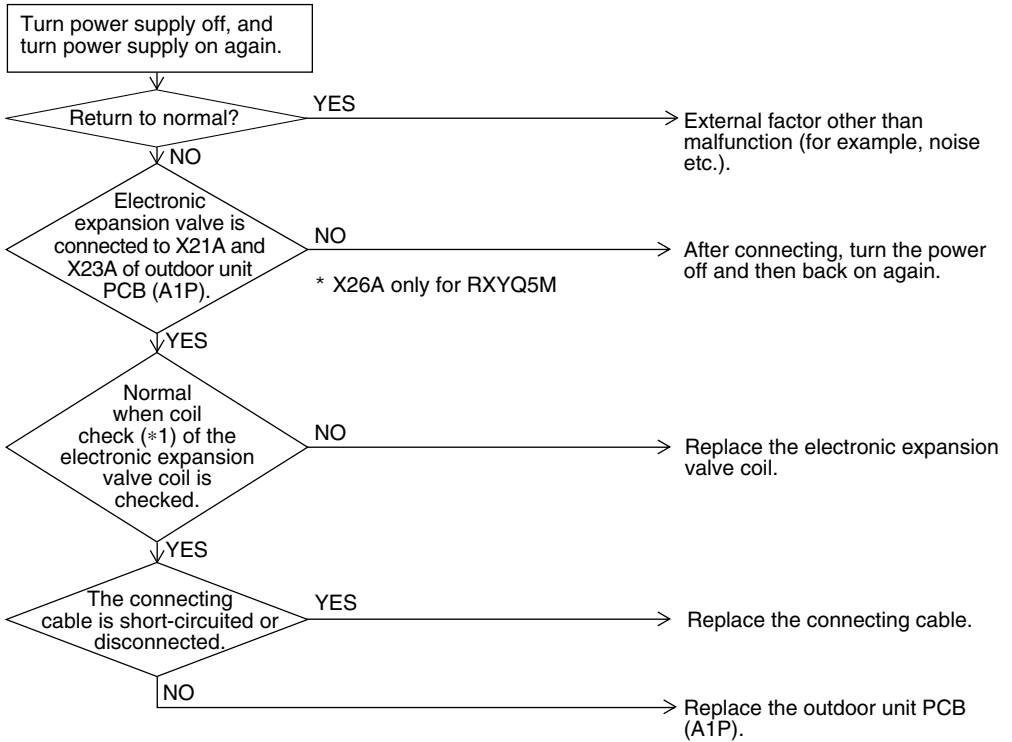 Turn power supply off, and
turn power supply on again.
Return to normal?
YES
External factor other than
malfunction (for example, noise
etc.).
NO
Electronic
expansion valve is
connected to X21A and
X23A of outdoor unit
PCB (A1P).
NO
* X26A only for RXYQ5M
After connecting, turn the power
off and then back on again.
YES
Normal
when coil
check (*1) of the
electronic expansion
valve coil is
checked.
NO
Replace the electronic expansion
valve coil.
YES
The connecting
cable is short-circuited or
disconnected.
YES
Replace the connecting cable.
NO
Replace the outdoor unit PCB
(A1P).